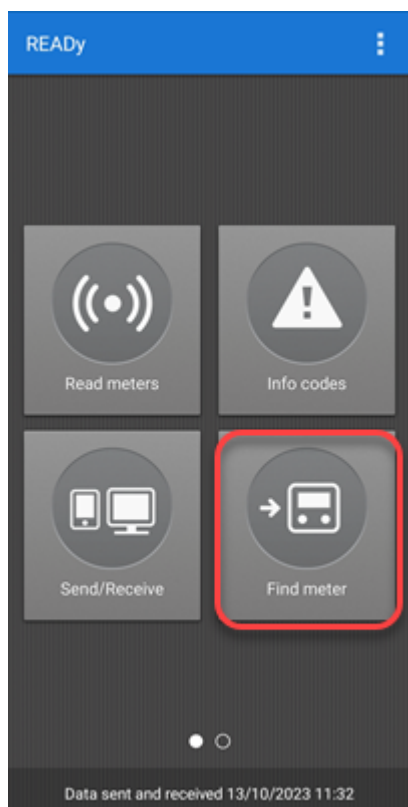 READy
Read meters
Info codes
Send/Receive
Find meter
Data sent and received 13/10/2023 11:32